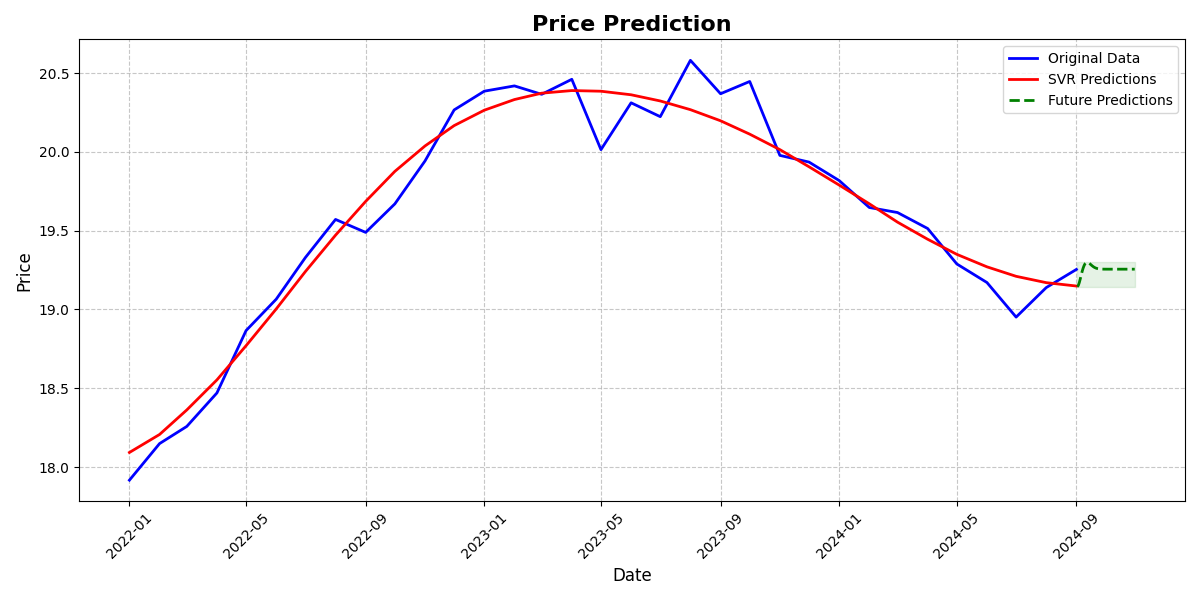 Price Prediction
Original Data
SVR Predictions
Future Predictions
Price
20.5
20.0
19.5
19.0
18.5
18.0
2022-01
2022-05
2022-09
2023-01
2023-05
2023-09
2024-01
2024-05
2024-09
Date